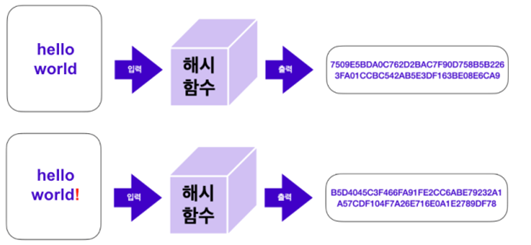 hello
world
입력
해시
함수
출력
7509E5BDA0C762D2BAC7F90D758B5B226
3FA01CCBC542AB5E3DF163BE08E6CA9
hello
world!
입력
해시
함수
출력
B5D4045C3F466FA91FE2CC6ABE79232A1
A57CDF104F7A26E716E0A1E2789DF78